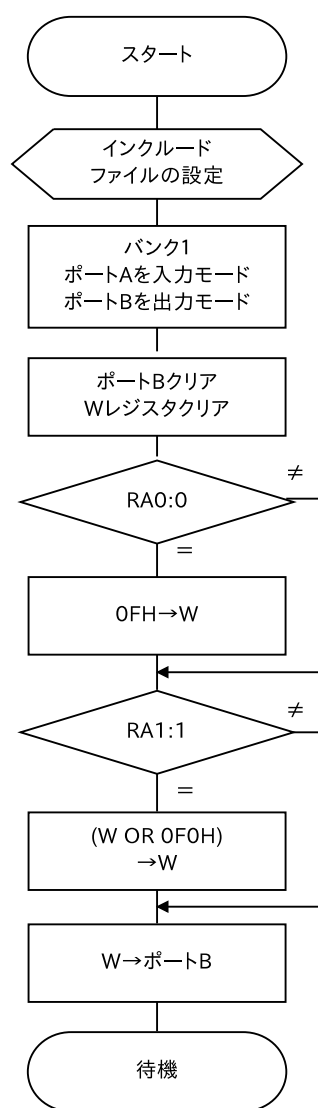 スタート
インクルード
ファイルの設定
バンク1
ポートAを入力モード
ポートBを出力モード
ポートBクリア
Wレジスタクリア
RA0:0
≠
=
0FH→W
RA1:1
≠
=
(W OR 0F0H)
→W
W→ポートB
待機